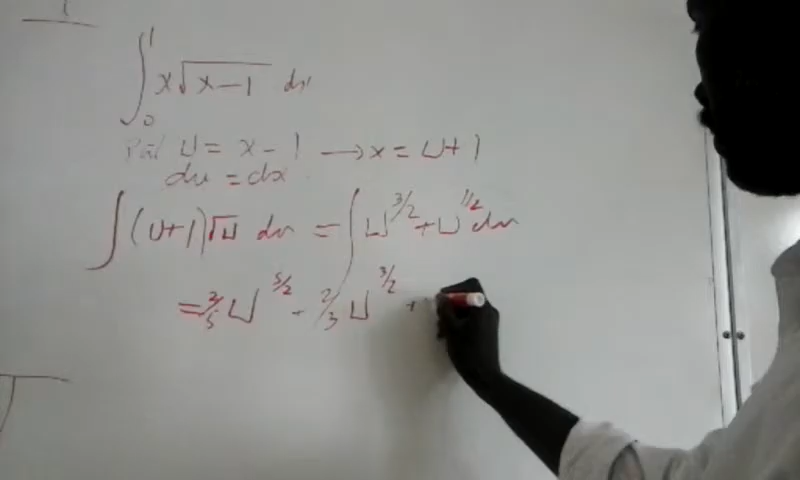 ∫₀¹ x√(x-1) dx
Put u = x - 1 → x = u+1
du = dx
∫ (u+1)√u du = ∫ u^3/2 + u^1/2 du
= 2/5 u^5/2 - 2/3 u^3/2 +